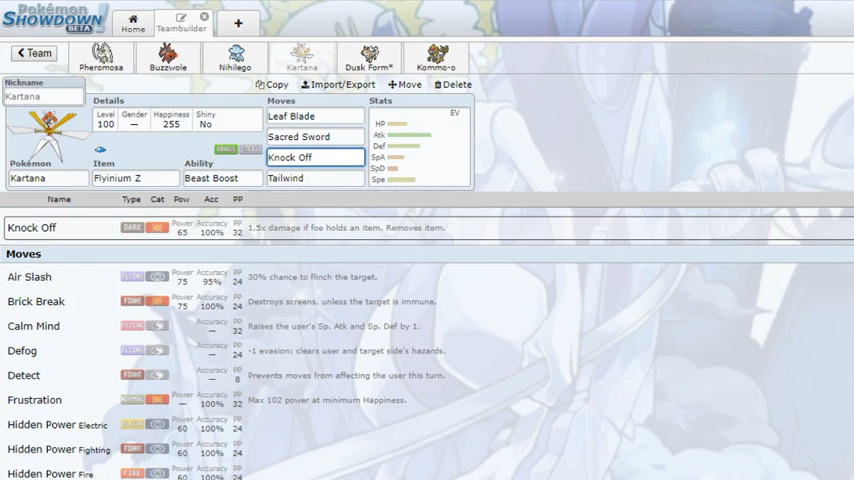 Pokémon
SHOWDOWN!
BETA
Home
Teambuilder
+
Team
Pheromosa
Buzzwole
Nihilego
Kartana
Dusk Form*
Kommo-o
Copy
Import/Export
Move
Delete
Nickname
Kartana
Details
Level
100
Gender
—
Happiness
255
Shiny
No
GRASS
STEEL
Pokémon
Kartana
Item
Flyinium Z
Ability
Beast Boost
Moves
Leaf Blade
Sacred Sword
Knock Off
Tailwind
Stats
EV
HP
Atk
Def
SpA
SpD
Spe
Name Type Cat Pow Acc PP
Knock Off DARK Power 65 Accuracy 100% PP 32 1.5x damage if foe holds an item. Removes item.
Moves
Air Slash FLYING Power 75 Accuracy 95% PP 24 30% chance to flinch the target.
Brick Break FIGHT Power 75 Accuracy 100% PP 24 Destroys screens, unless the target is immune.
Calm Mind PSYCHC Accuracy — PP 32 Raises the user's Sp. Atk and Sp. Def by 1.
Defog FLYING Accuracy — PP 24 -1 evasion; clears user and target side's hazards.
Detect FIGHT Accuracy — PP 8 Prevents moves from affecting the user this turn.
Frustration NORMAL Power — Accuracy 100% PP 32 Max 102 power at minimum Happiness.
Hidden Power Electric Power 60 Accuracy 100% PP 24
Hidden Power Fighting FIGHT Power 60 Accuracy 100% PP 24
Hidden Power Fire FIRE Power 60 Accuracy 100% PP 24